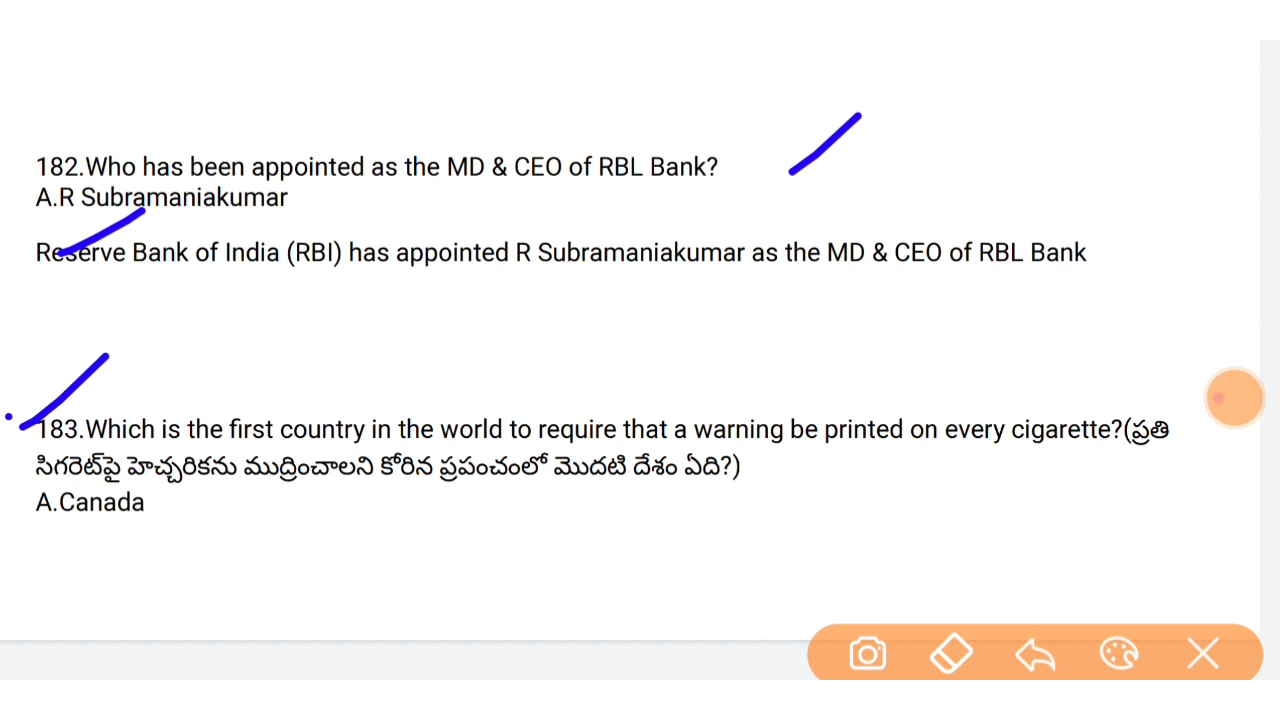 182.Who has been appointed as the MD & CEO of RBL Bank?
A.R Subramaniakumar
Reserve Bank of India (RBI) has appointed R Subramaniakumar as the MD & CEO of RBL Bank
183.Which is the first country in the world to require that a warning be printed on every cigarette?(ప్రతి
సిగరెట్‌పై హెచ్చరికను ముద్రించాలని కోరిన ప్రపంచంలో మొదటి దేశం ఏది?)
A.Canada